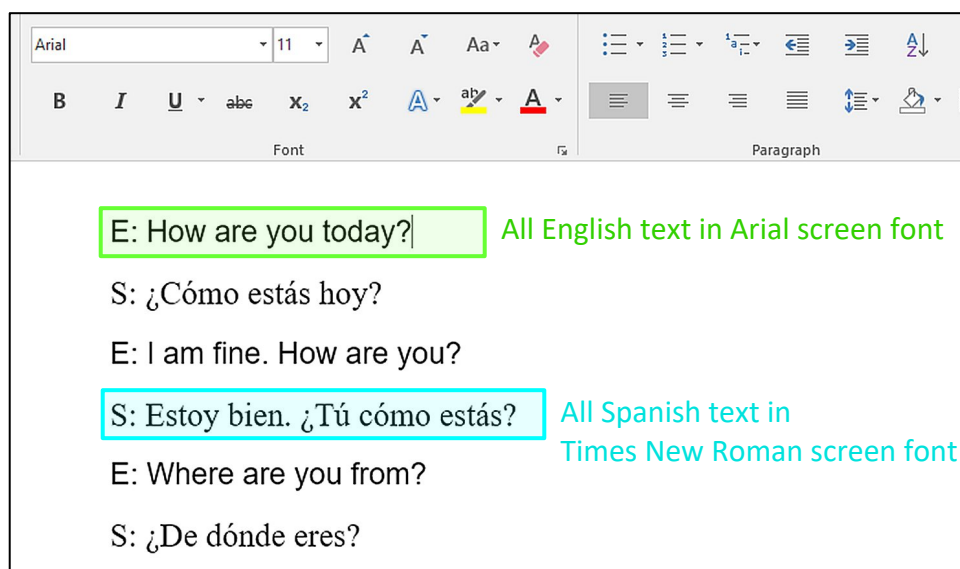 Arial 11 A A Aa A
B I U abc X2 X2 A ab A
Font Paragraph
E: How are you today? All English text in Arial screen font
S: ¿Cómo estás hoy?
E: I am fine. How are you?
S: Estoy bien. ¿Tú cómo estás? All Spanish text in
Times New Roman screen font
E: Where are you from?
S: ¿De dónde eres?